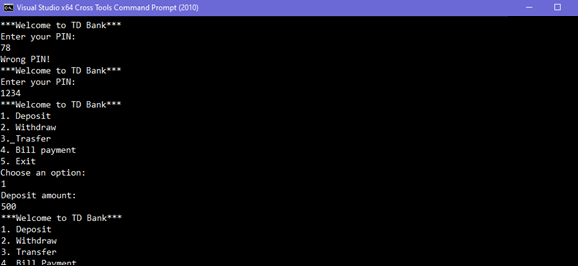 Visual Studio x64 Cross Tools Command Prompt (2010)
***Welcome to TD Bank***
Enter your PIN:
78
Wrong PIN!
***Welcome to TD Bank***
Enter your PIN:
1234
***Welcome to TD Bank***
1. Deposit
2. Withdraw
3._Trasfer
4. Bill payment
5. Exit
Choose an option:
1
Deposit amount:
500
***Welcome to TD Bank***
1. Deposit
2. Withdraw
3. Transfer
4. Bill Payment